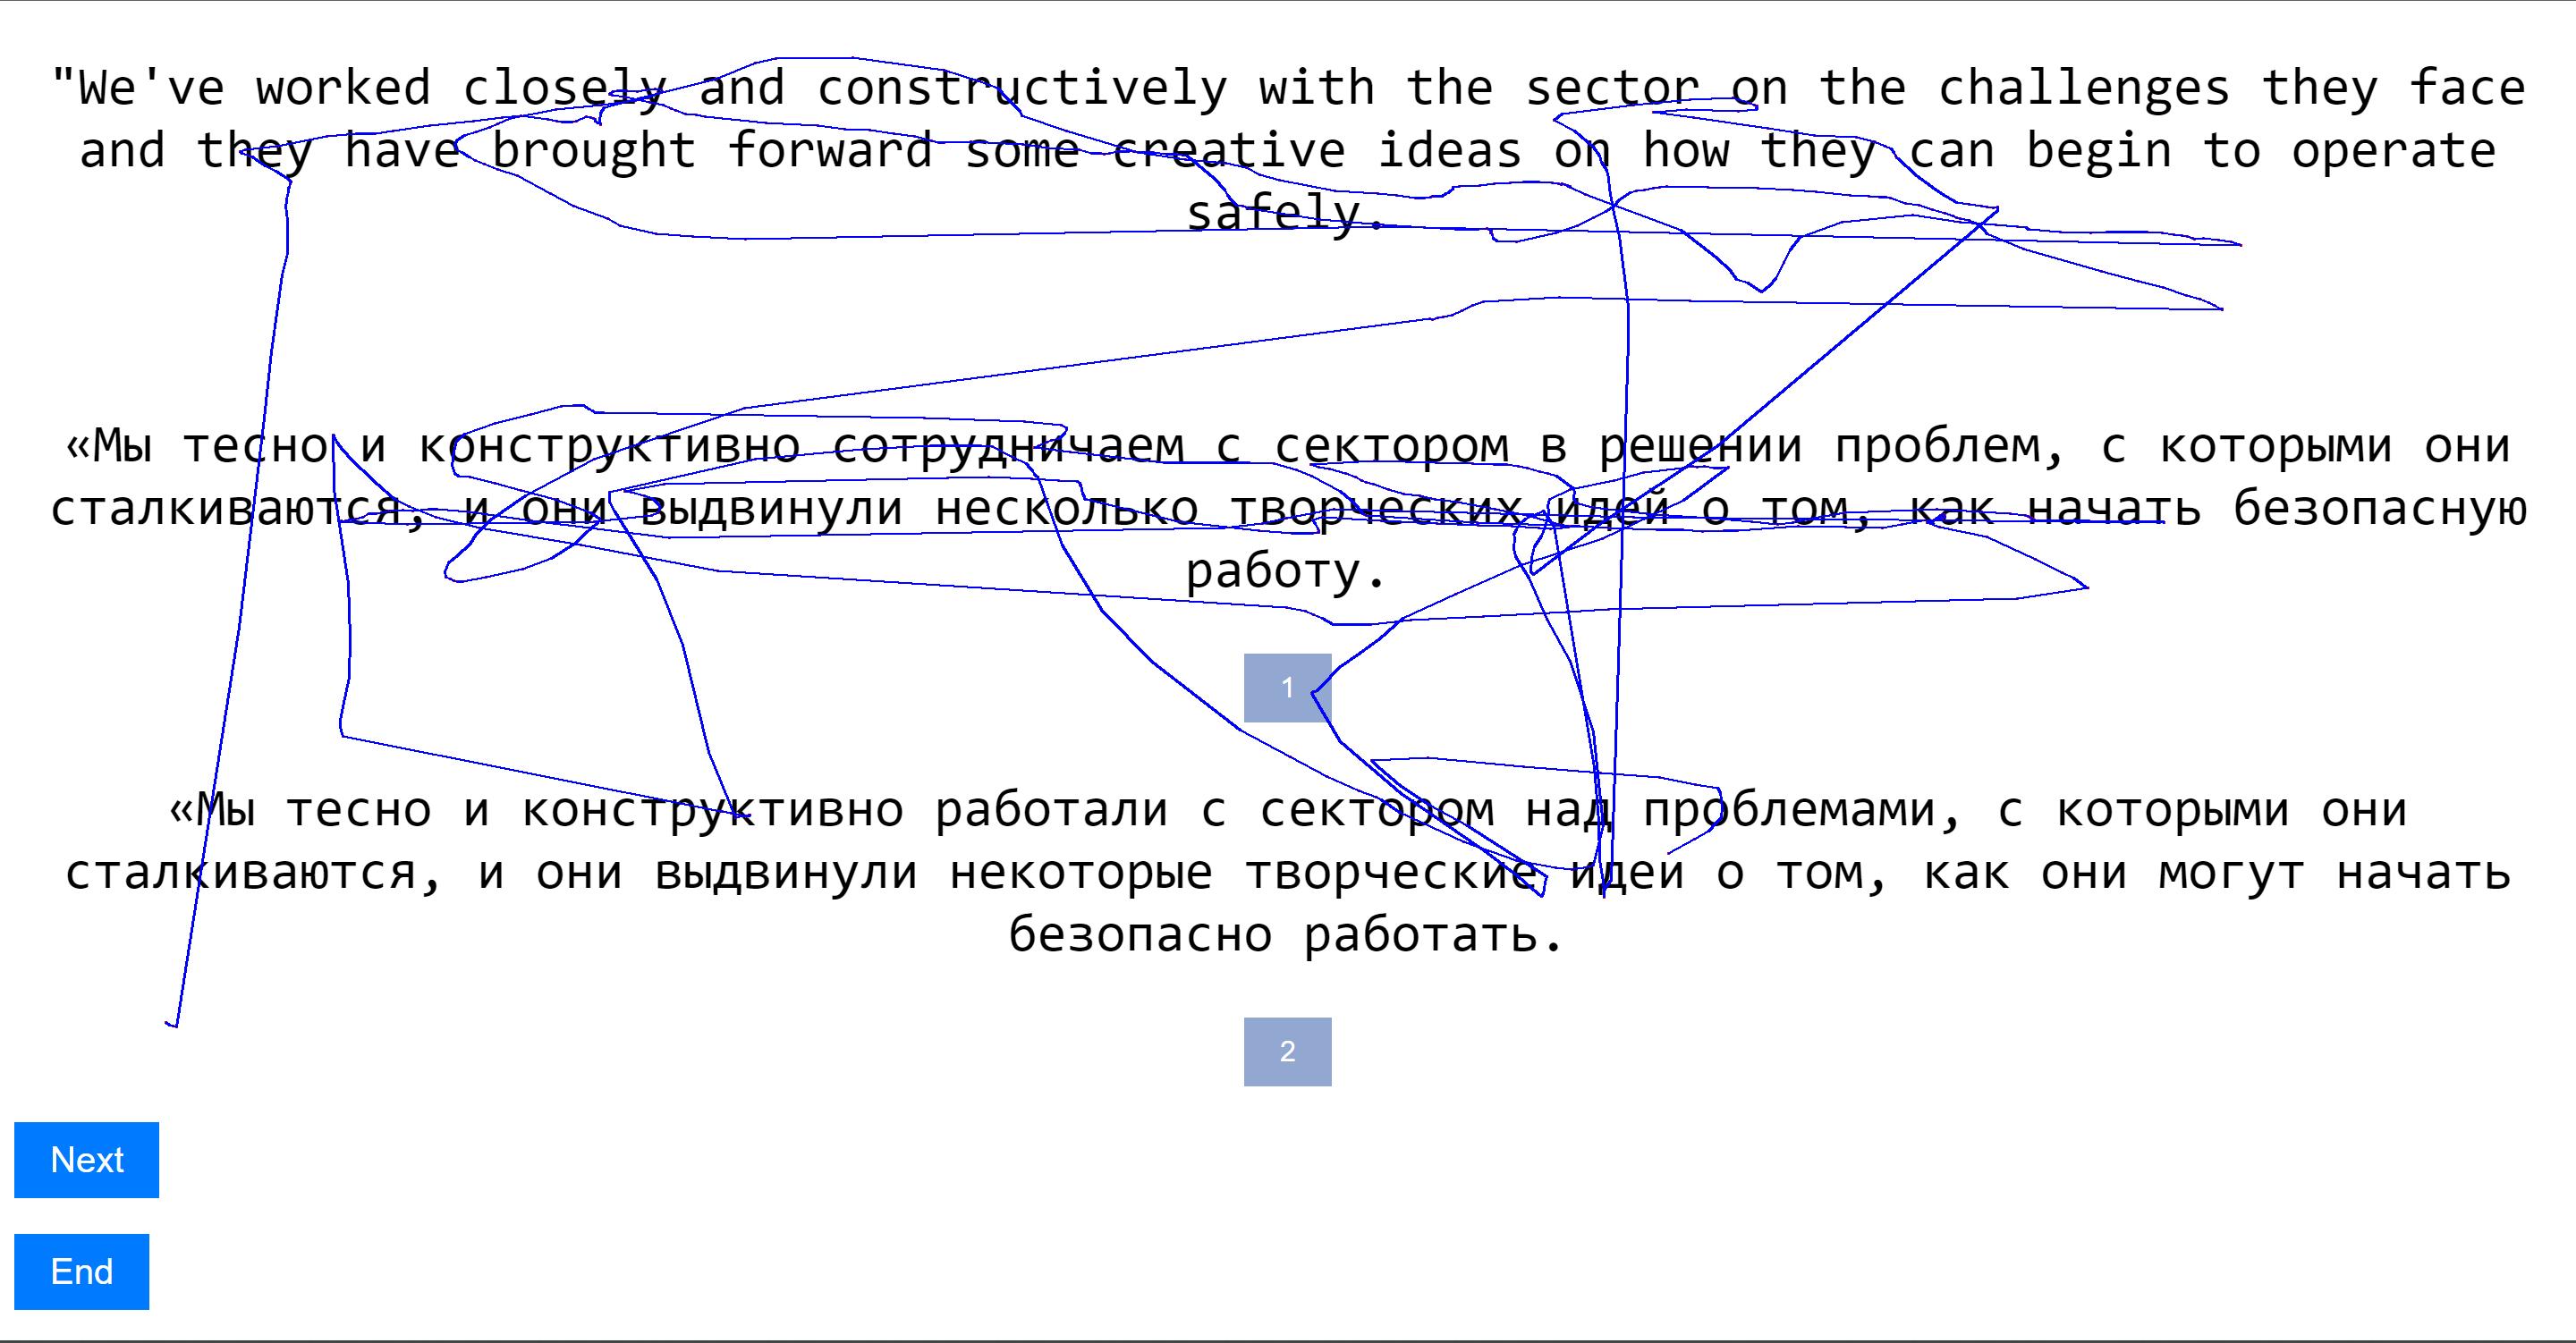 "We've worked closely and constructively with the sector on the challenges they face
and they have brought forward some creative ideas on how they can begin to operate
safely.
«Мы тесно и конструктивно сотрудничаем с сектором в решении проблем, с которыми они
сталкиваются, и они выдвинули несколько творческих идей о том, как начать безопасную
работу.
1
«Мы тесно и конструктивно работали с сектором над проблемами, с которыми они
сталкиваются, и они выдвинули некоторые творческие идеи о том, как они могут начать
безопасно работать.
2
Next
End